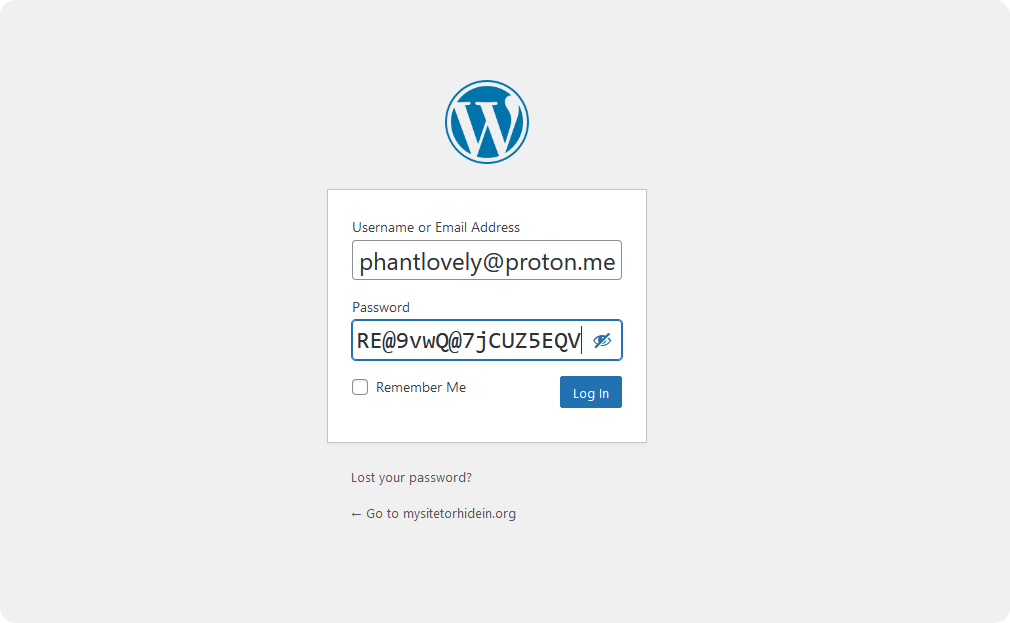 Username or Email Address
phantlovely@proton.me
Password
RE@9vwQ@7jCUZ5EQV
Remember Me
Log In
Lost your password?
← Go to mysitetorhidein.org